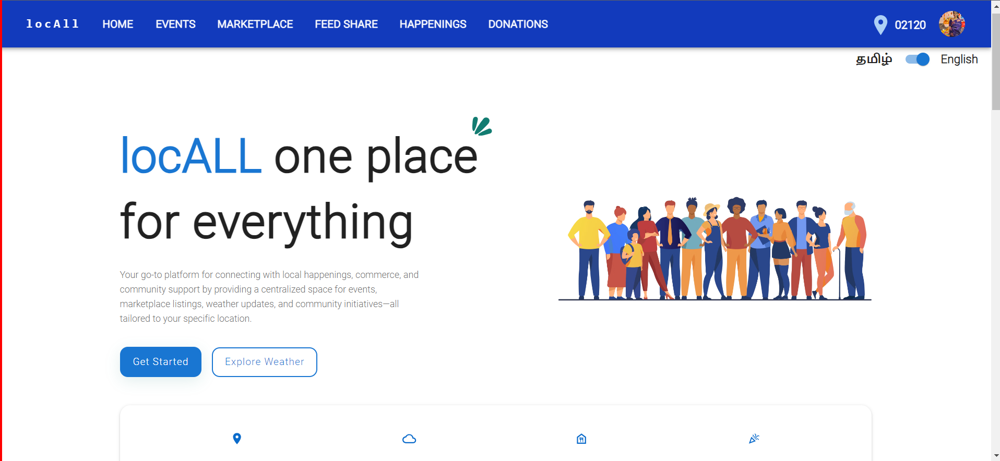 locAll HOME EVENTS MARKETPLACE FEED SHARE HAPPENINGS DONATIONS 02120
தமிழ் English
locALL one place
for everything
Your go-to platform for connecting with local happenings, commerce, and
community support by providing a centralized space for events,
marketplace listings, weather updates, and community initiatives—all
tailored to your specific location.
Get Started Explore Weather